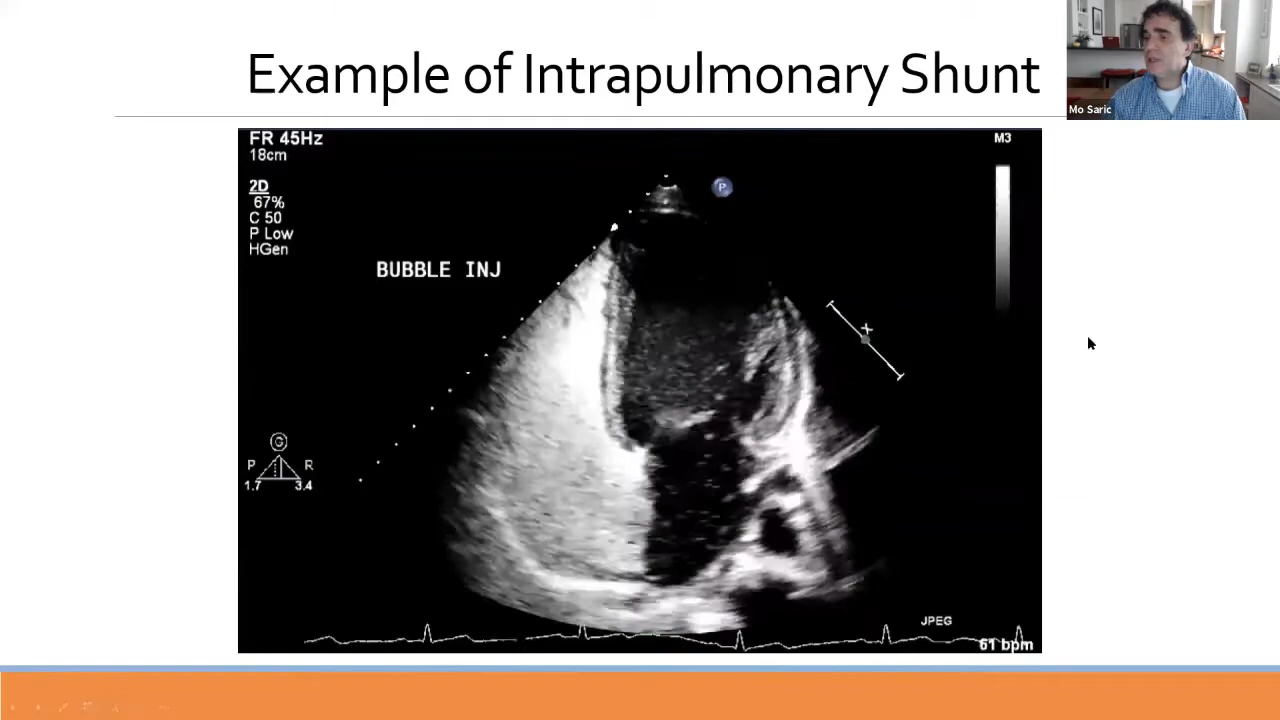 Example of Intrapulmonary Shunt
Mo Saric
FR 45Hz
18cm
M3
2D
67%
C 50
P Low
HGen
P
BUBBLE INJ
X
G
P R
1.7 3.4
JPEG
61 bpm